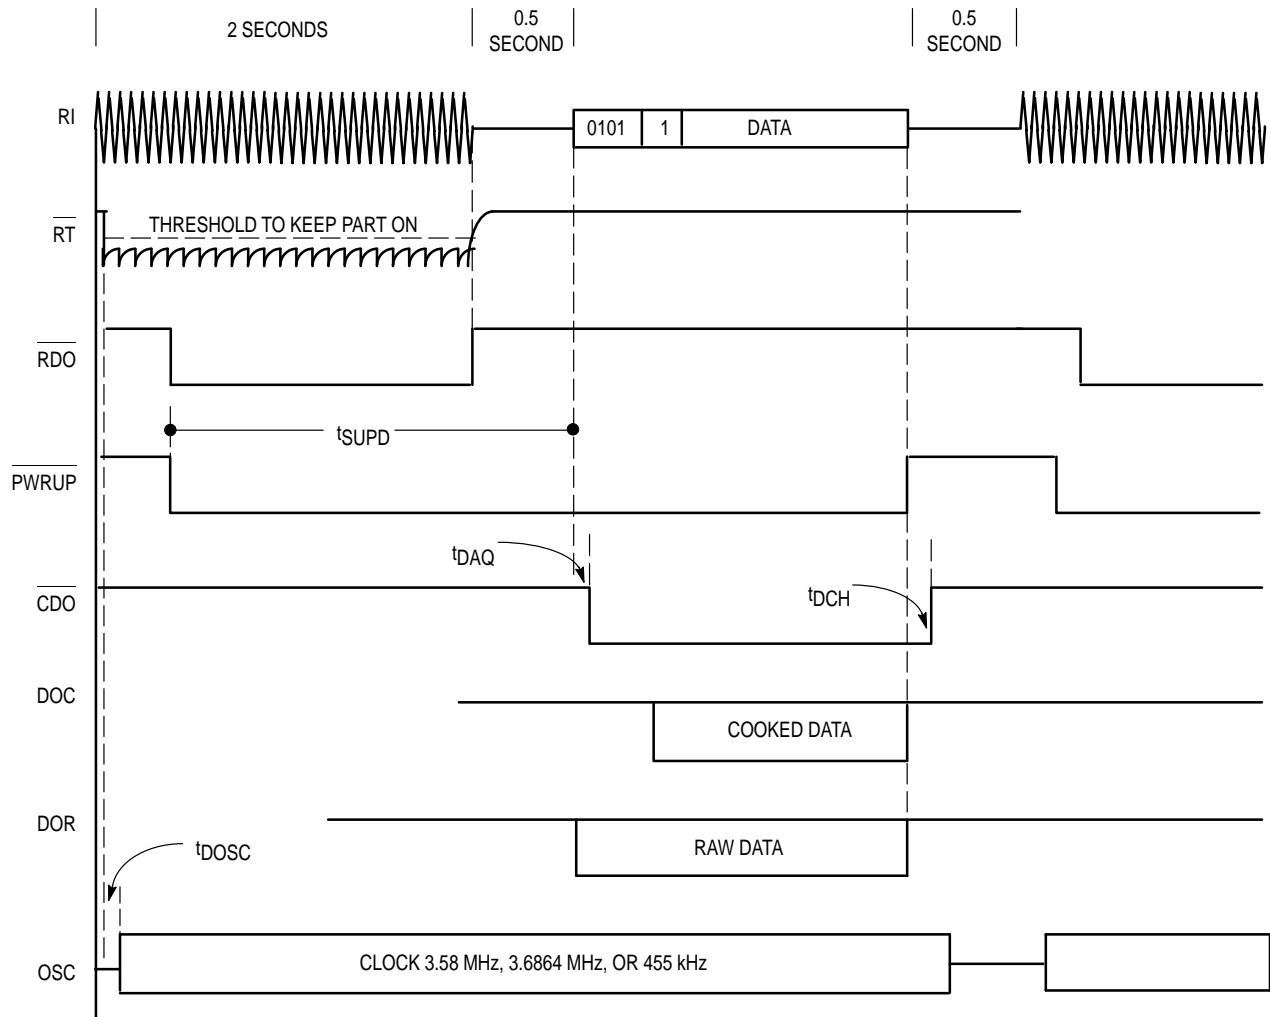 2 SECONDS
0.5
SECOND
0.5
SECOND
RI
0101 1 DATA
RT
THRESHOLD TO KEEP PART ON
RDO
tSUPD
PWRUP
tDAQ
CDO
tDCH
DOC
COOKED DATA
DOR
RAW DATA
tDOSC
OSC
CLOCK 3.58 MHz, 3.6864 MHz, OR 455 kHz